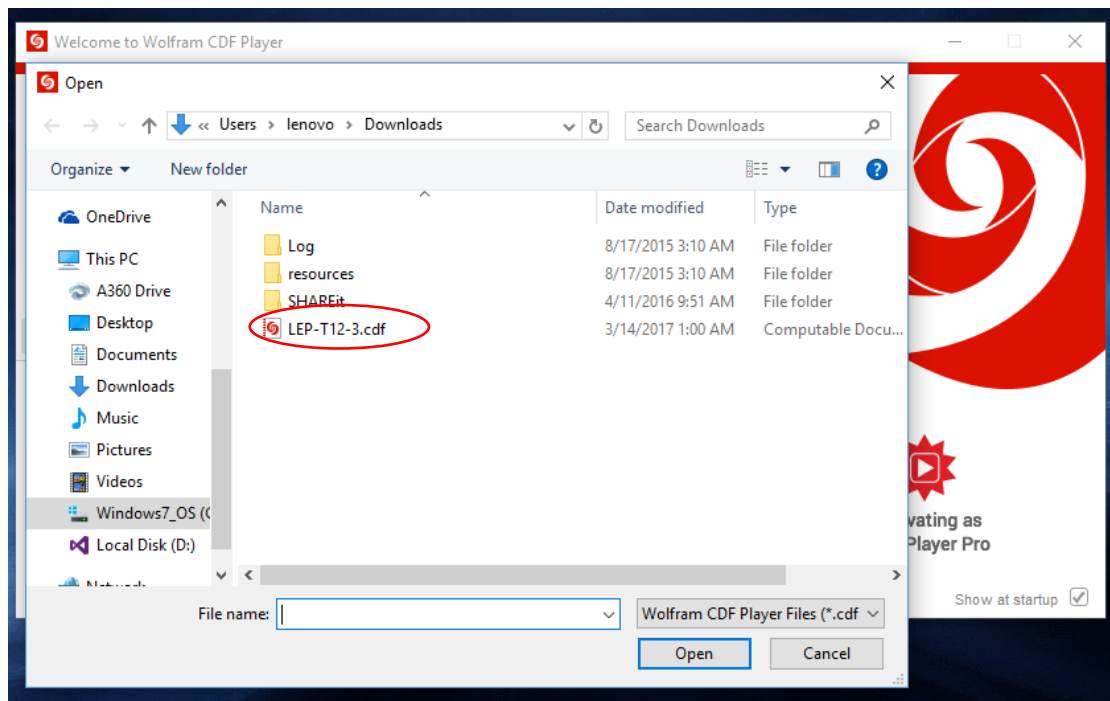 Welcome to Wolfram CDF Player
Open
« Users › lenovo › Downloads
Search Downloads
Organize
New folder
?
OneDrive
This PC
A360 Drive
Desktop
Documents
Downloads
Music
Pictures
Videos
Windows7_OS (C
Local Disk (D:)
Network
Name Date modified Type
Log 8/17/2015 3:10 AM File folder
resources 8/17/2015 3:10 AM File folder
SHAREit 4/11/2016 9:51 AM File folder
LEP-T12-3.cdf 3/14/2017 1:00 AM Computable Docu...
vating as
Player Pro
Show at startup
File name:
Wolfram CDF Player Files (*.cdf
Open Cancel